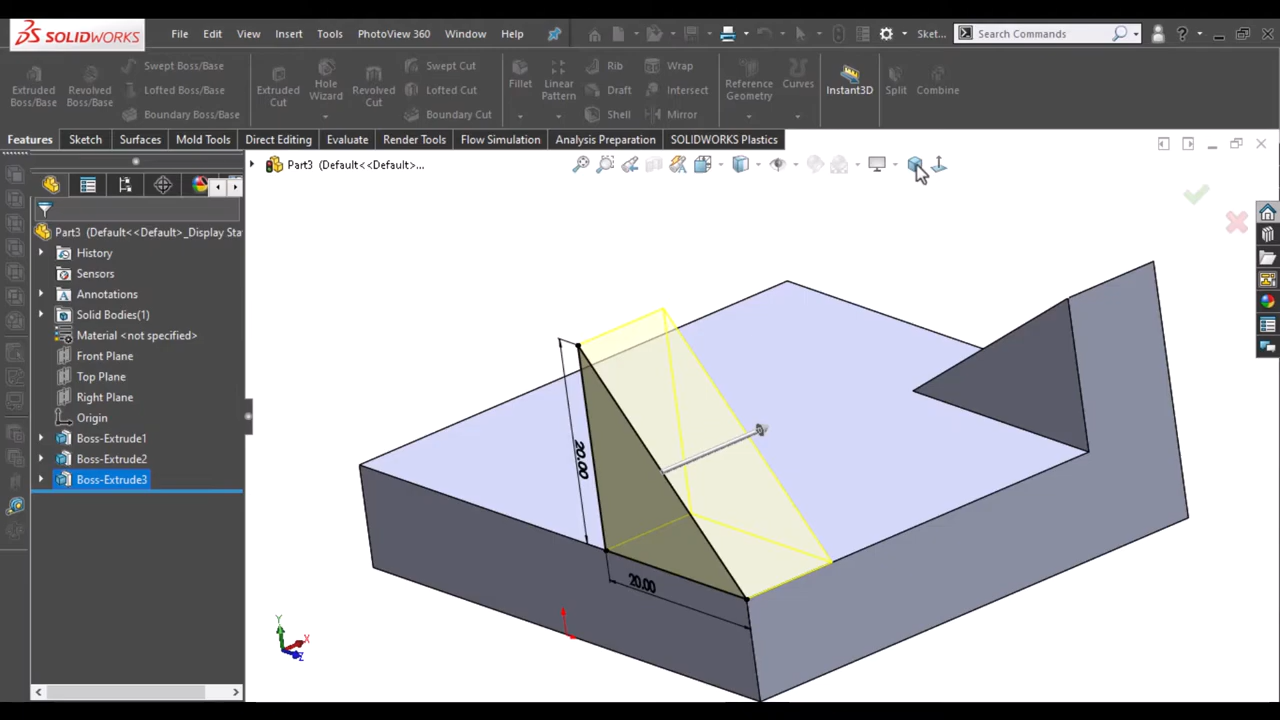 SOLIDWORKS File Edit View Insert Tools PhotoView 360 Window Help Sket... Search Commands ?
Extruded Boss/Base
Revolved Boss/Base
Swept Boss/Base
Lofted Boss/Base
Boundary Boss/Base
Extruded Cut
Hole Wizard
Revolved Cut
Swept Cut
Lofted Cut
Boundary Cut
Fillet
Linear Pattern
Rib
Draft
Shell
Wrap
Intersect
Mirror
Reference Geometry
Curves
Instant3D
Split
Combine
Features Sketch Surfaces Mold Tools Direct Editing Evaluate Render Tools Flow Simulation Analysis Preparation SOLIDWORKS Plastics
Part3 (Default<<Default>...
Part3 (Default<<Default>_Display Sta
History
Sensors
Annotations
Solid Bodies(1)
Material <not specified>
Front Plane
Top Plane
Right Plane
Origin
Boss-Extrude1
Boss-Extrude2
Boss-Extrude3
20.00
20.00
Y
X
Z